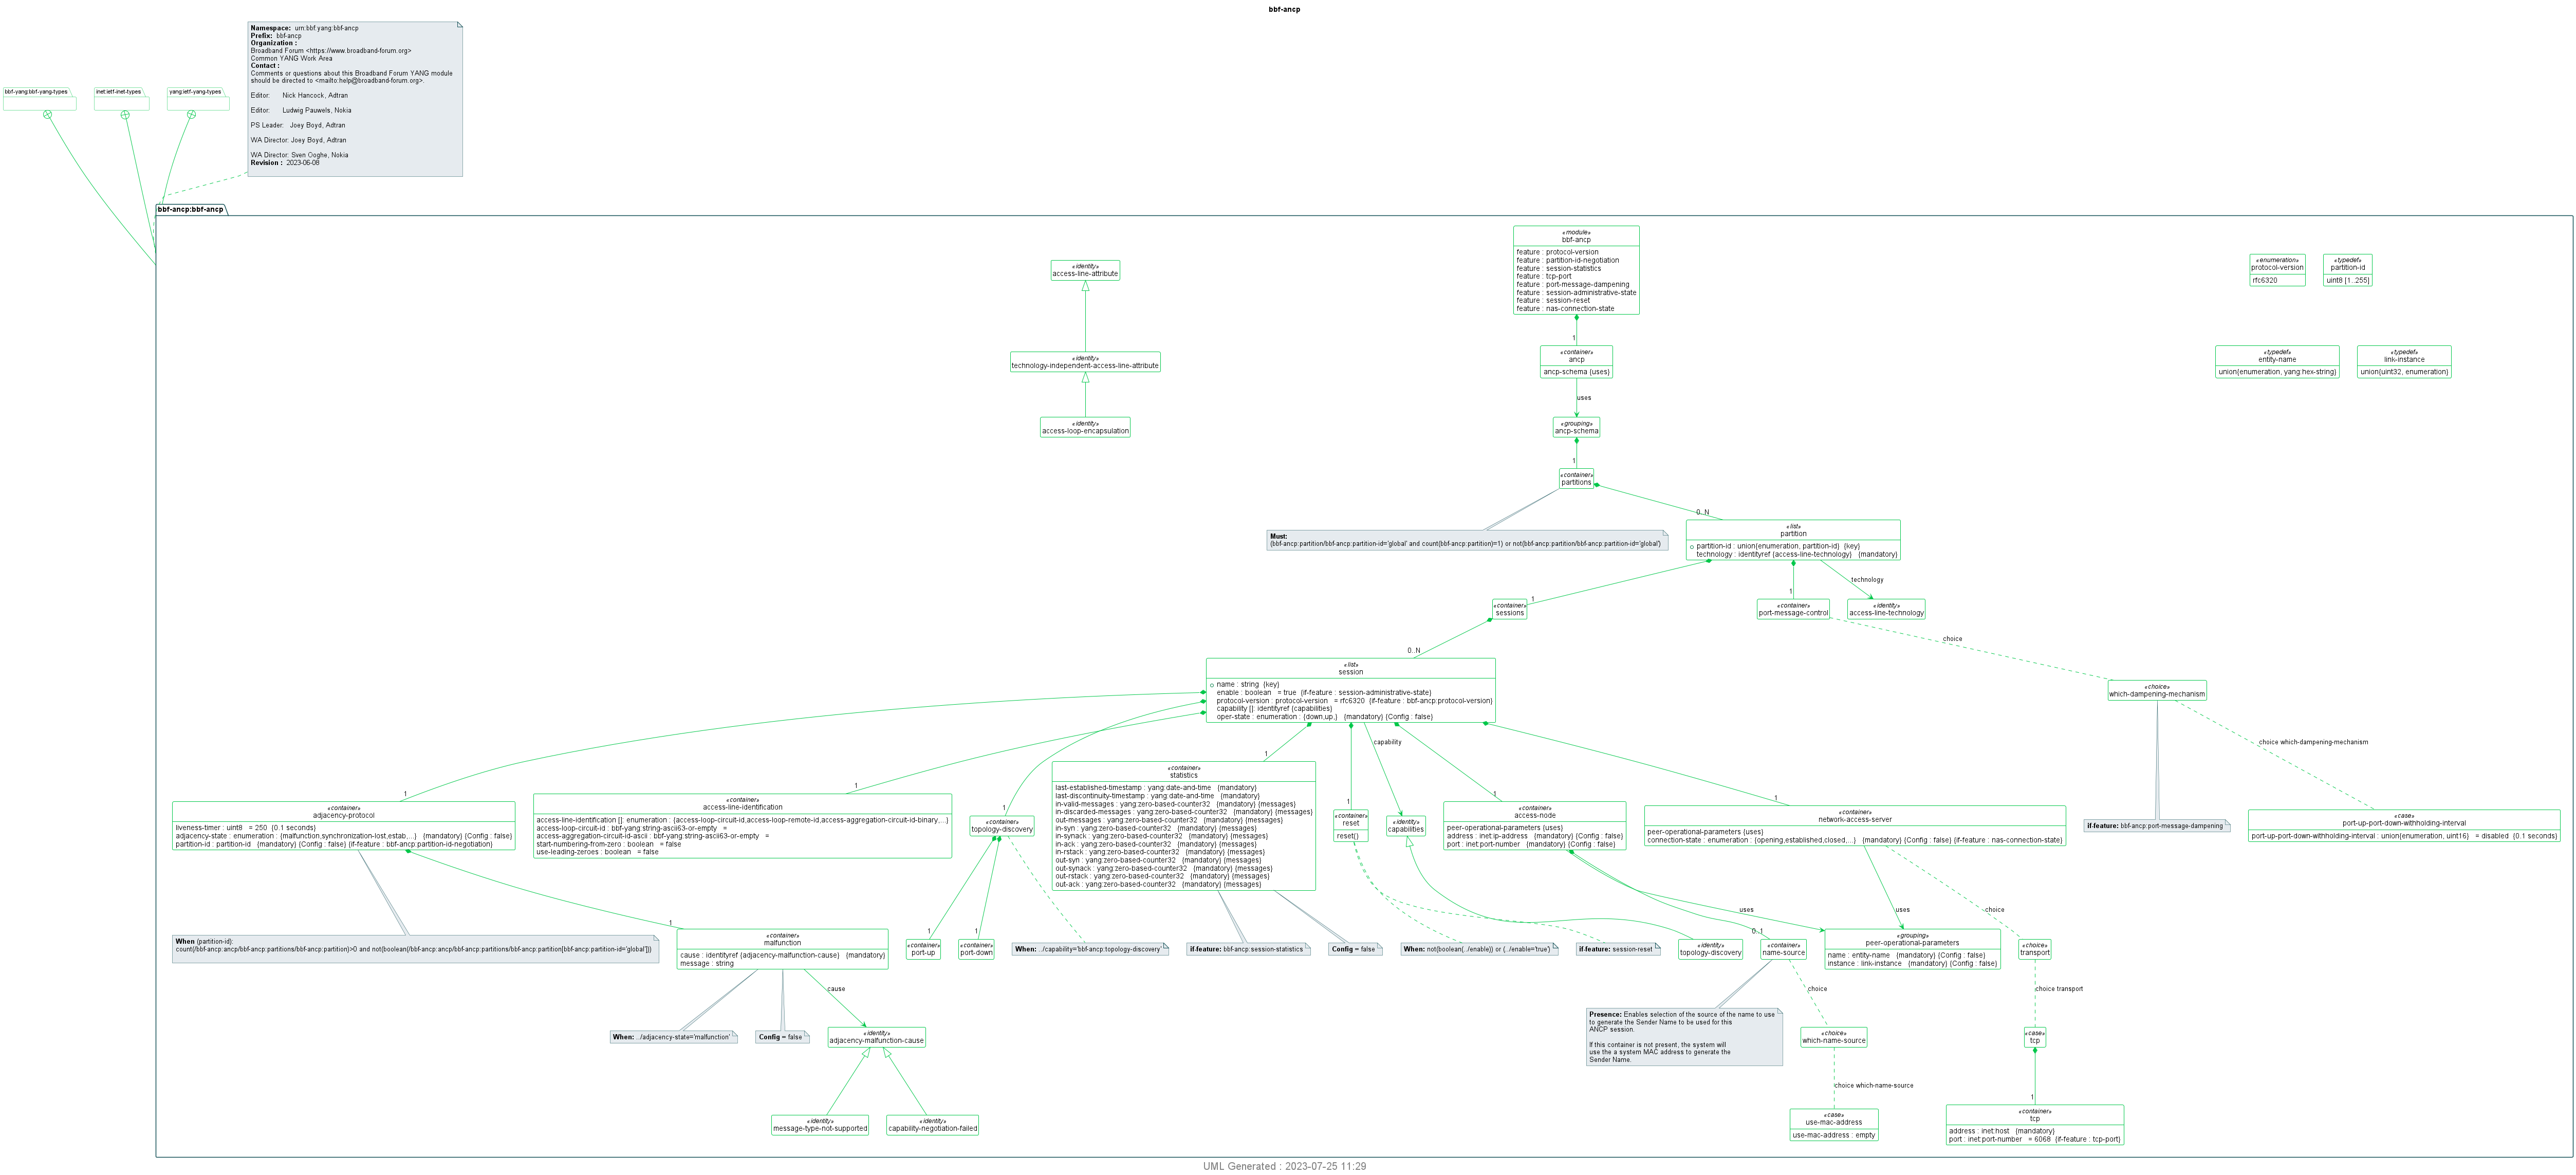 bbf-ancp
Namespace: urn:bbf:yang:bbf-ancp
Prefix: bbf-ancp
Organization :
Broadband Forum <https://www.broadband-forum.org>
Common YANG Work Area
Contact :
Comments or questions about this Broadband Forum YANG module
should be directed to <mailto:help@broadband-forum.org>.
Editor: Nick Hancock, Adtran
Editor: Ludwig Pauwels, Nokia
PS Leader: Joey Boyd, Adtran
WA Director: Joey Boyd, Adtran
WA Director: Sven Ooghe, Nokia
Revision : 2023-06-08
bbf-yang:bbf-yang-types
inet:ietf-inet-types
yang:ietf-yang-types
bbf-ancp:bbf-ancp
«module»
bbf-ancp
feature : protocol-version
feature : partition-id-negotiation
feature : session-statistics
feature : tcp-port
feature : port-message-dampening
feature : session-administrative-state
feature : session-reset
feature : nas-connection-state
«enumeration»
protocol-version
rfc6320
«typedef»
partition-id
uint8 [1..255]
«identity»
access-line-attribute
«identity»
technology-independent-access-line-attribute
1
«container»
ancp
ancp-schema {uses}
«typedef»
entity-name
union{enumeration, yang:hex-string}
«typedef»
link-instance
union{uint32, enumeration}
uses
«identity»
access-loop-encapsulation
«grouping»
ancp-schema
1
«container»
partitions
0..N
Must:
(bbf-ancp:partition/bbf-ancp:partition-id='global' and count(bbf-ancp:partition)=1) or not(bbf-ancp:partition/bbf-ancp:partition-id='global')
«list»
partition
partition-id : union{enumeration, partition-id} {key}
technology : identityref {access-line-technology} {mandatory}
technology
1
1
«container»
sessions
«container»
port-message-control
«identity»
access-line-technology
choice
0..N
«list»
session
name : string {key}
enable : boolean = true {if-feature : session-administrative-state}
protocol-version : protocol-version = rfc6320 {if-feature : bbf-ancp:protocol-version}
capability []: identityref {capabilities}
oper-state : enumeration : {down,up,} {mandatory} {Config : false}
«choice»
which-dampening-mechanism
capability
choice which-dampening-mechanism
1
1
1
1
1
1
1
«container»
adjacency-protocol
liveness-timer : uint8 = 250 {0.1 seconds}
adjacency-state : enumeration : {malfunction,synchronization-lost,estab,...} {mandatory} {Config : false}
partition-id : partition-id {mandatory} {Config : false} {if-feature : bbf-ancp:partition-id-negotiation}
«container»
access-line-identification
access-line-identification []: enumeration : {access-loop-circuit-id,access-loop-remote-id,access-aggregation-circuit-id-binary,...}
access-loop-circuit-id : bbf-yang:string-ascii63-or-empty =
access-aggregation-circuit-id-ascii : bbf-yang:string-ascii63-or-empty =
start-numbering-from-zero : boolean = false
use-leading-zeroes : boolean = false
«container»
topology-discovery
«container»
statistics
last-established-timestamp : yang:date-and-time {mandatory}
last-discontinuity-timestamp : yang:date-and-time {mandatory}
in-valid-messages : yang:zero-based-counter32 {mandatory} {messages}
in-discarded-messages : yang:zero-based-counter32 {mandatory} {messages}
out-messages : yang:zero-based-counter32 {mandatory} {messages}
in-syn : yang:zero-based-counter32 {mandatory} {messages}
in-synack : yang:zero-based-counter32 {mandatory} {messages}
in-ack : yang:zero-based-counter32 {mandatory} {messages}
in-rstack : yang:zero-based-counter32 {mandatory} {messages}
out-syn : yang:zero-based-counter32 {mandatory} {messages}
out-synack : yang:zero-based-counter32 {mandatory} {messages}
out-rstack : yang:zero-based-counter32 {mandatory} {messages}
out-ack : yang:zero-based-counter32 {mandatory} {messages}
«container»
reset
reset()
«identity»
capabilities
«container»
access-node
peer-operational-parameters {uses}
address : inet:ip-address {mandatory} {Config : false}
port : inet:port-number {mandatory} {Config : false}
«container»
network-access-server
peer-operational-parameters {uses}
connection-state : enumeration : {opening,established,closed,...} {mandatory} {Config : false} {if-feature : nas-connection-state}
if-feature: bbf-ancp:port-message-dampening
«case»
port-up-port-down-withholding-interval
port-up-port-down-withholding-interval : union{enumeration, uint16} = disabled {0.1 seconds}
1
1
1
uses
0..1
uses
choice
When (partition-id):
count(/bbf-ancp:ancp/bbf-ancp:partitions/bbf-ancp:partition)>0 and not(boolean(/bbf-ancp:ancp/bbf-ancp:partitions/bbf-ancp:partition[bbf-ancp:partition-id='global']))
«container»
malfunction
cause : identityref {adjacency-malfunction-cause} {mandatory}
message : string
«container»
port-up
«container»
port-down
When: ../capability='bbf-ancp:topology-discovery'
if-feature: bbf-ancp:session-statistics
Config = false
When: not(boolean(../enable)) or (../enable='true')
if-feature: session-reset
«identity»
topology-discovery
«container»
name-source
«grouping»
peer-operational-parameters
name : entity-name {mandatory} {Config : false}
instance : link-instance {mandatory} {Config : false}
«choice»
transport
cause
choice
choice transport
When: ../adjacency-state='malfunction'
Config = false
«identity»
adjacency-malfunction-cause
Presence: Enables selection of the source of the name to use
to generate the Sender Name to be used for this
ANCP session.
If this container is not present, the system will
use the a system MAC address to generate the
Sender Name.
«choice»
which-name-source
«case»
tcp
choice which-name-source
1
«identity»
message-type-not-supported
«identity»
capability-negotiation-failed
«case»
use-mac-address
use-mac-address : empty
«container»
tcp
address : inet:host {mandatory}
port : inet:port-number = 6068 {if-feature : tcp-port}
UML Generated : 2023-07-25 11:29